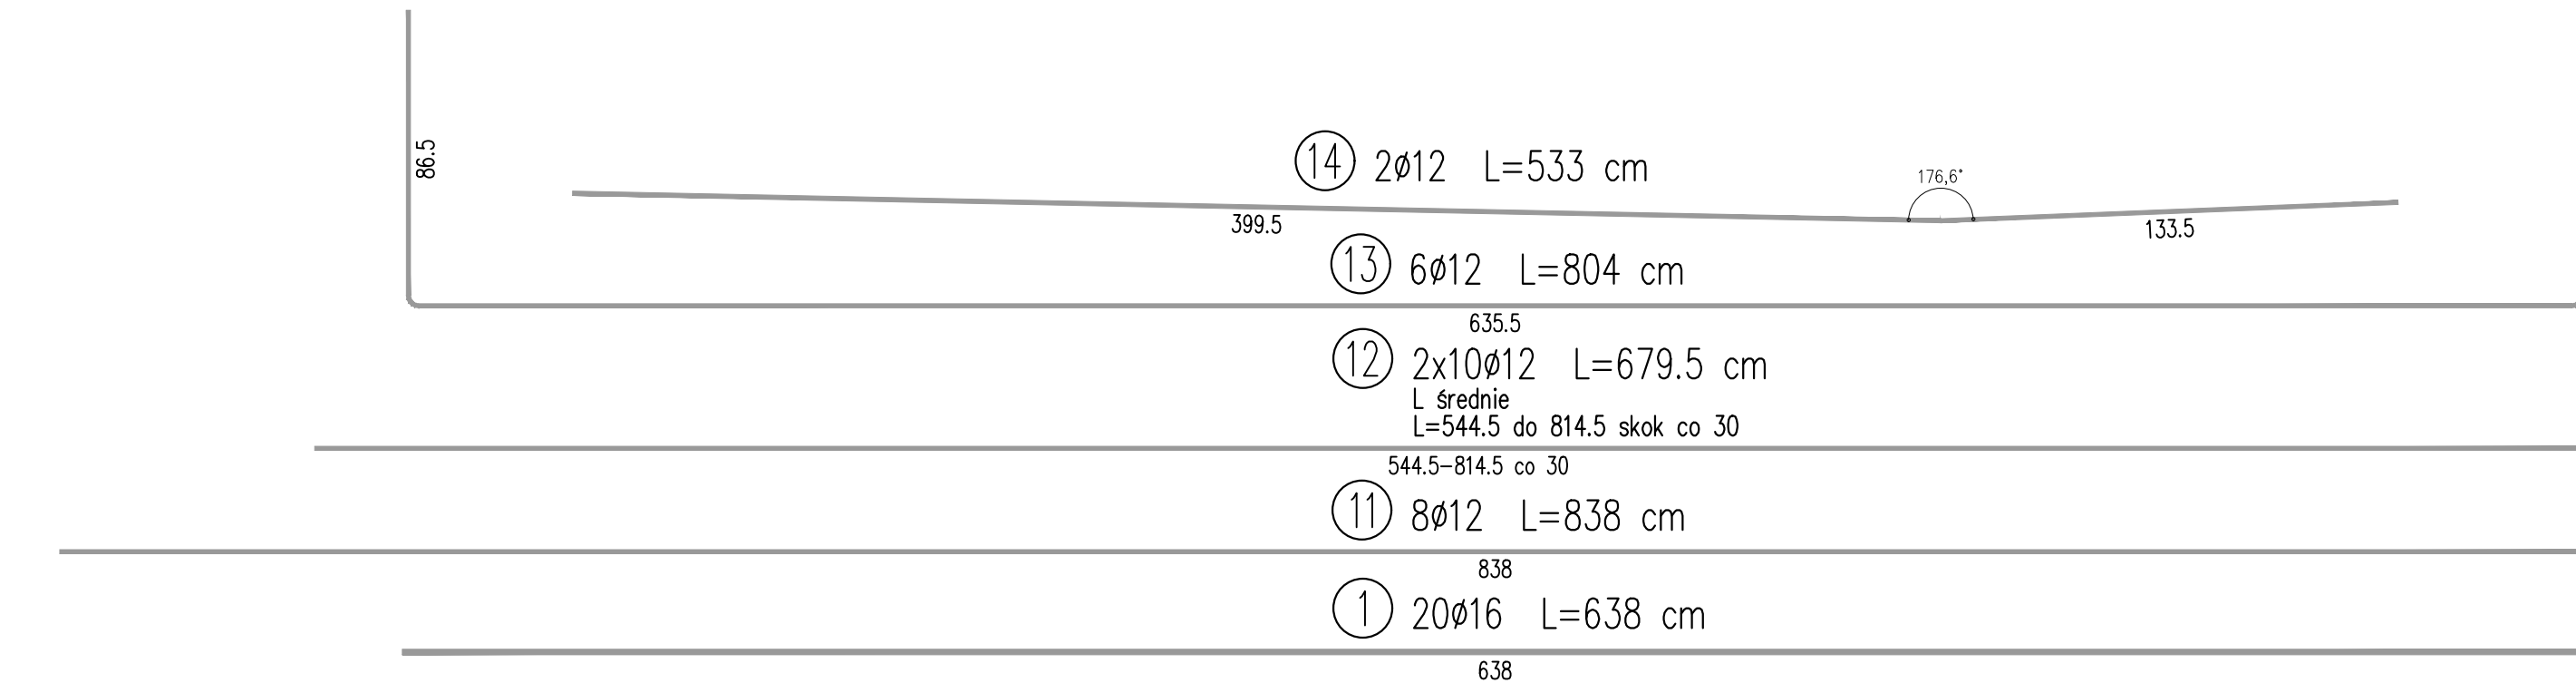 86.5
14 2ø12 L=533 cm
176,6°
399.5
133.5
13 6ø12 L=804 cm
635.5
12 2x10ø12 L=679.5 cm
L średnie
L=544.5 do 814.5 skok co 30
544.5-814.5 co 30
11 8ø12 L=838 cm
838
1 20ø16 L=638 cm
638